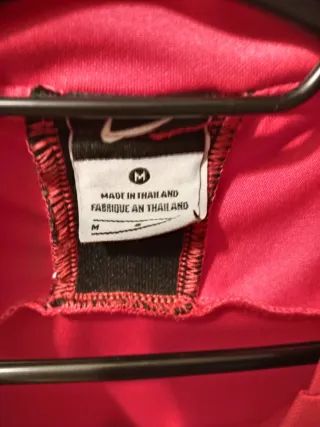 M
MADE IN THAILAND
FABRIQUE AN THAILAND
M